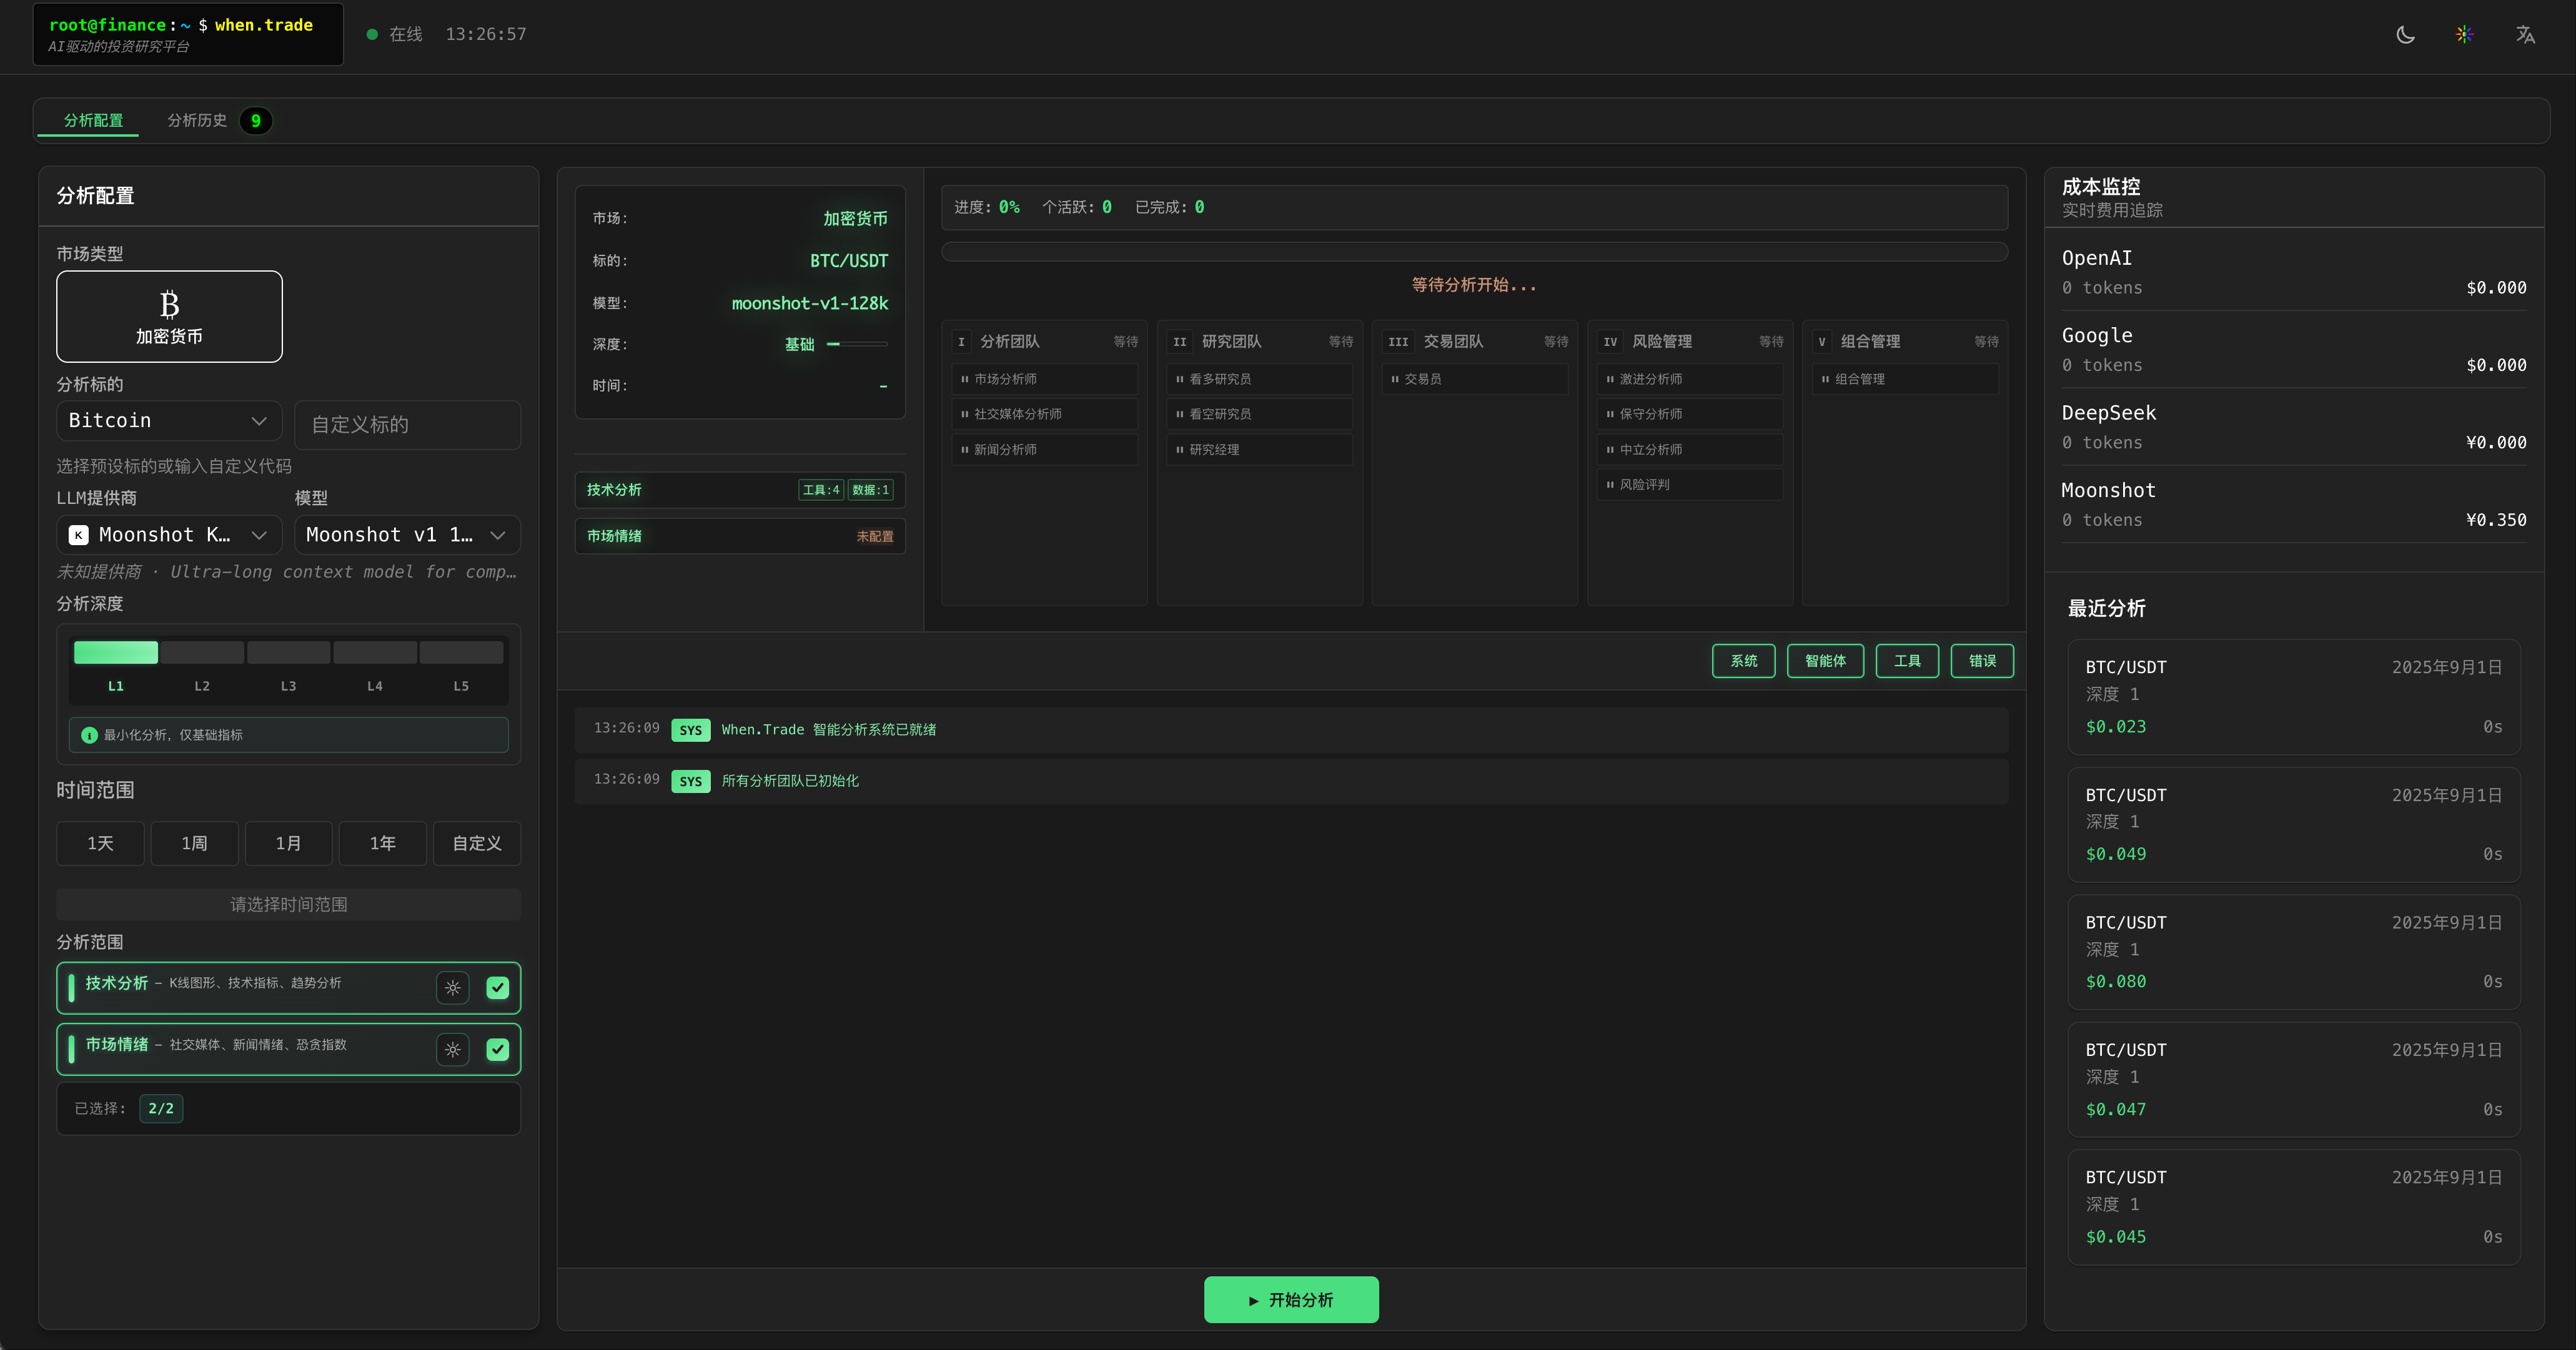 root@finance:~ $ when.trade
AI驱动的投资研究平台
在线 13:26:57
分析配置
分析历史 9
分析配置
市场类型
加密货币
分析标的
Bitcoin
自定义标的
选择预设标的或输入自定义代码
LLM提供商 模型
K Moonshot K… Moonshot v1 1…
未知提供商 · Ultra-long context model for comp…
分析深度
L1 L2 L3 L4 L5
最小化分析, 仅基础指标
时间范围
1天 1周 1月 1年 自定义
请选择时间范围
分析范围
技术分析 – K线图形、技术指标、趋势分析
市场情绪 – 社交媒体、新闻情绪、恐贪指数
已选择: 2/2
市场: 加密货币
标的: BTC/USDT
模型: moonshot-v1-128k
深度: 基础
时间: -
技术分析 工具:4 数据:1
市场情绪 未配置
进度: 0% 个活跃: 0 已完成: 0
等待分析开始...
I 分析团队 等待
市场分析师
社交媒体分析师
新闻分析师
II 研究团队 等待
看多研究员
看空研究员
研究经理
III 交易团队 等待
交易员
IV 风险管理 等待
激进分析师
保守分析师
中立分析师
风险评判
V 组合管理 等待
组合管理
系统 智能体 工具 错误
13:26:09 SYS When.Trade 智能分析系统已就绪
13:26:09 SYS 所有分析团队已初始化
▶ 开始分析
成本监控
实时费用追踪
OpenAI
0 tokens $0.000
Google
0 tokens $0.000
DeepSeek
0 tokens ¥0.000
Moonshot
0 tokens ¥0.350
最近分析
BTC/USDT 2025年9月1日
深度 1
$0.023 0s
BTC/USDT 2025年9月1日
深度 1
$0.049 0s
BTC/USDT 2025年9月1日
深度 1
$0.080 0s
BTC/USDT 2025年9月1日
深度 1
$0.047 0s
BTC/USDT 2025年9月1日
深度 1
$0.045 0s